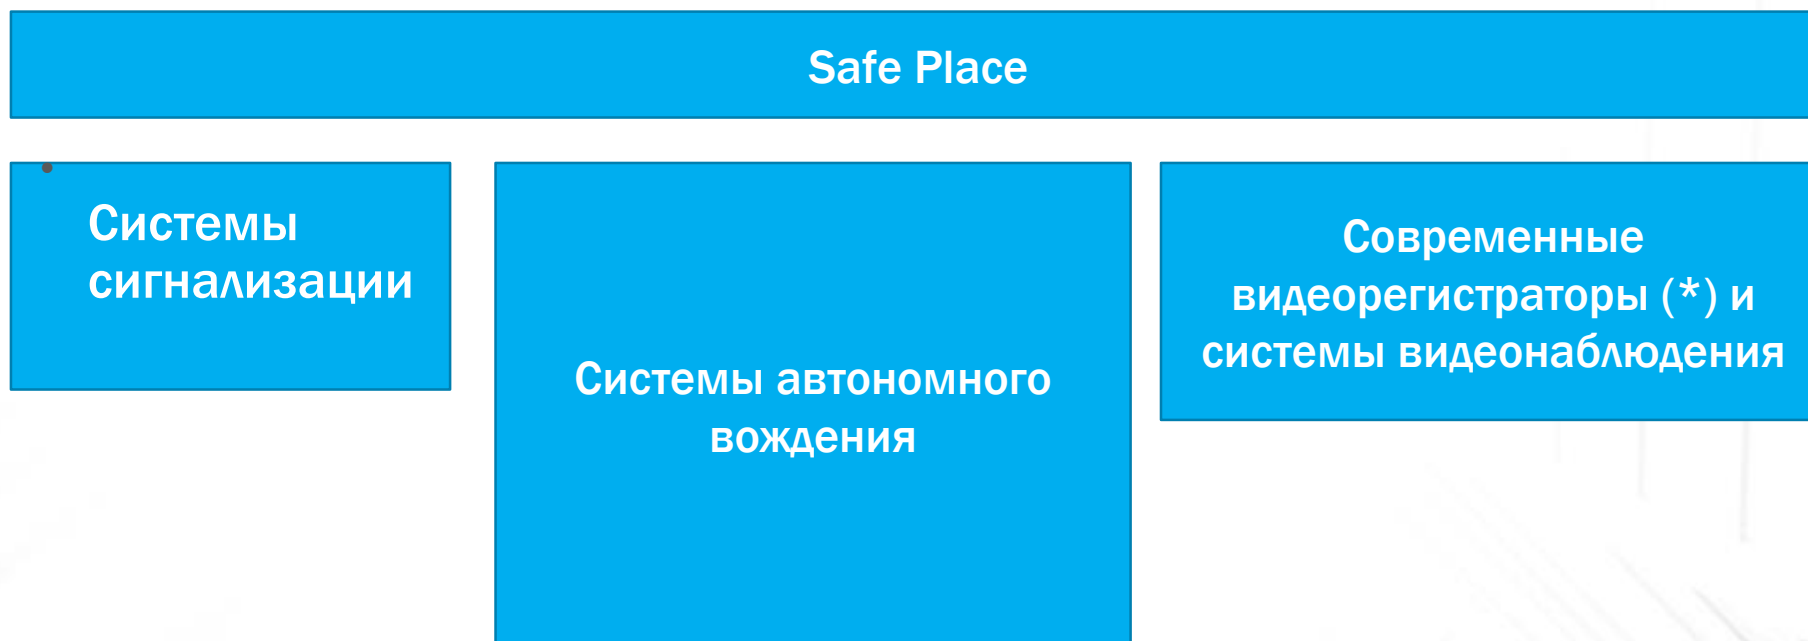 Safe Place
Системы
сигнализации
Системы автономного
вождения
Современные
видеорегистраторы (*) и
системы видеонаблюдения